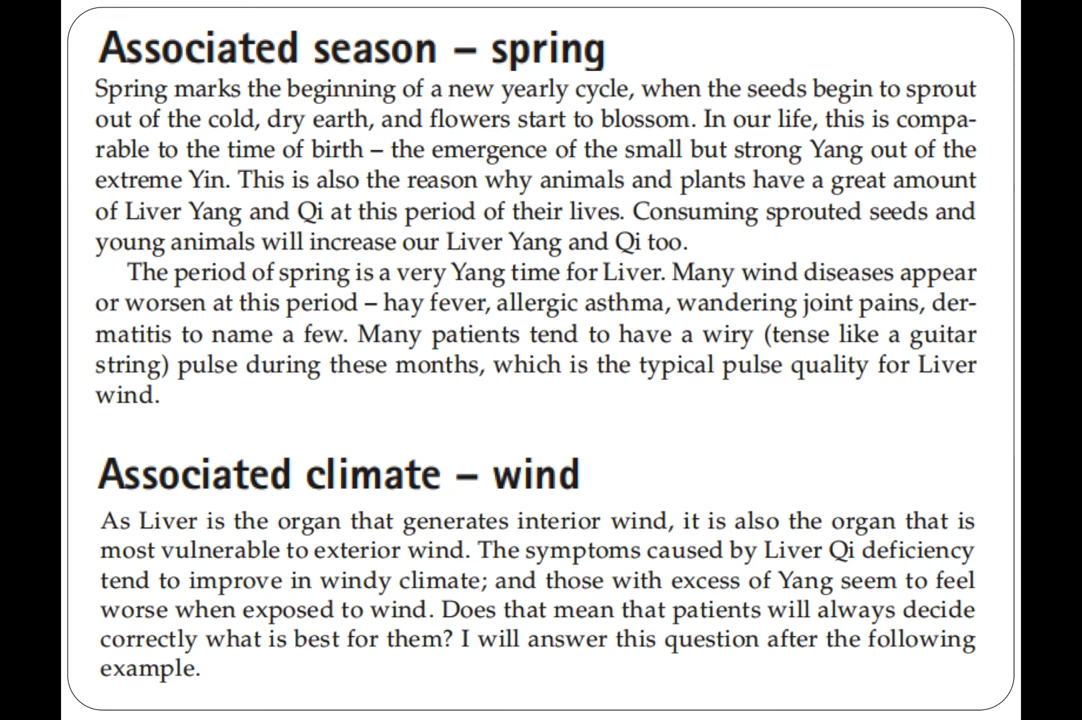 Associated season – spring
Spring marks the beginning of a new yearly cycle, when the seeds begin to sprout
out of the cold, dry earth, and flowers start to blossom. In our life, this is compa-
rable to the time of birth – the emergence of the small but strong Yang out of the
extreme Yin. This is also the reason why animals and plants have a great amount
of Liver Yang and Qi at this period of their lives. Consuming sprouted seeds and
young animals will increase our Liver Yang and Qi too.
The period of spring is a very Yang time for Liver. Many wind diseases appear
or worsen at this period – hay fever, allergic asthma, wandering joint pains, der-
matitis to name a few. Many patients tend to have a wiry (tense like a guitar
string) pulse during these months, which is the typical pulse quality for Liver
wind.
Associated climate – wind
As Liver is the organ that generates interior wind, it is also the organ that is
most vulnerable to exterior wind. The symptoms caused by Liver Qi deficiency
tend to improve in windy climate; and those with excess of Yang seem to feel
worse when exposed to wind. Does that mean that patients will always decide
correctly what is best for them? I will answer this question after the following
example.